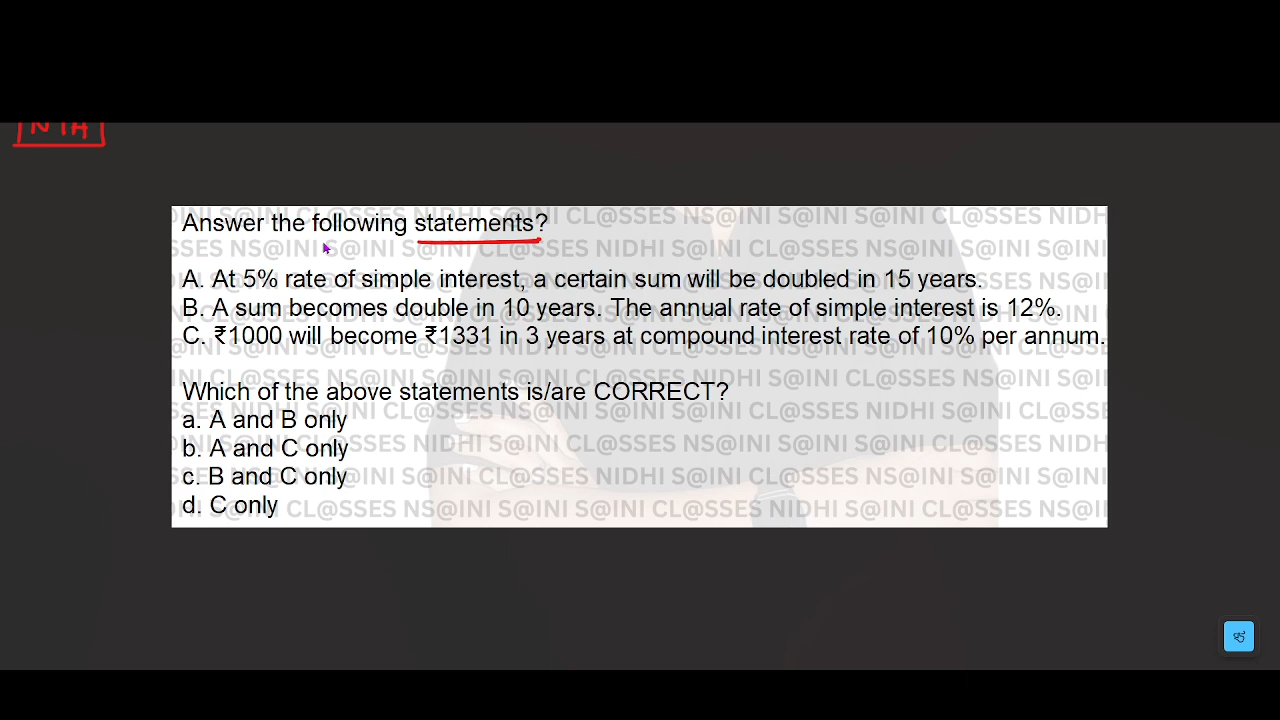 NTA
Answer the following statements?
A. At 5% rate of simple interest, a certain sum will be doubled in 15 years.
B. A sum becomes double in 10 years. The annual rate of simple interest is 12%.
C. ₹1000 will become ₹1331 in 3 years at compound interest rate of 10% per annum.
Which of the above statements is/are CORRECT?
a. A and B only
b. A and C only
c. B and C only
d. C only